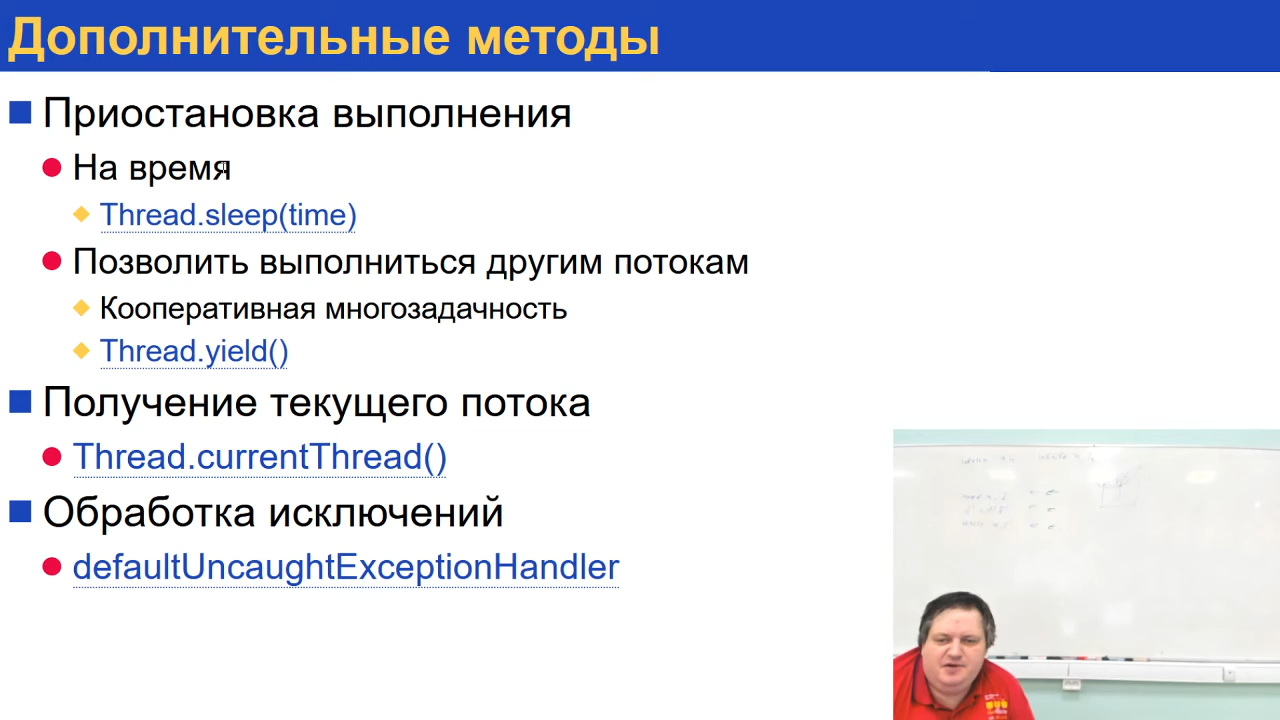 Дополнительные методы
Приостановка выполнения
На время
Thread.sleep(time)
Позволить выполниться другим потокам
Кооперативная многозадачность
Thread.yield()
Получение текущего потока
Thread.currentThread()
Обработка исключений
defaultUncaughtExceptionHandler